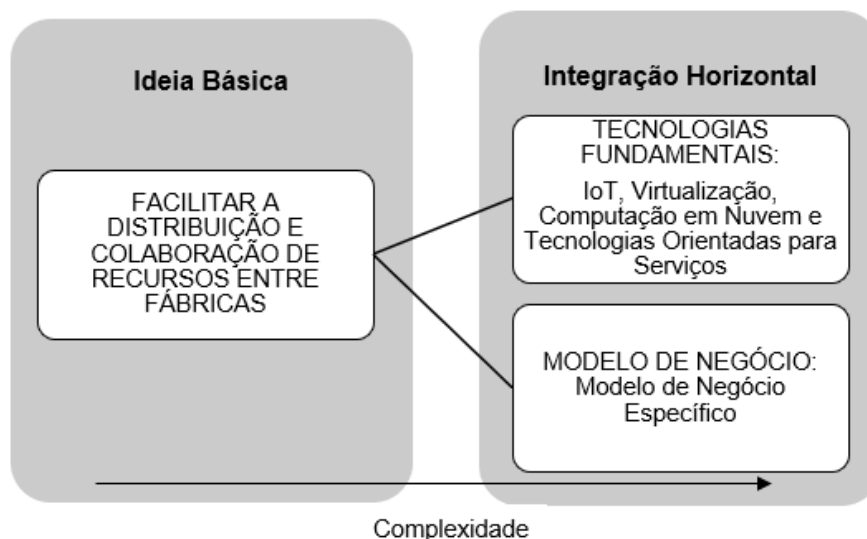 Ideia Básica
FACILITAR A
DISTRIBUIÇÃO E
COLABORAÇÃO DE
RECURSOS ENTRE
FÁBRICAS
Integração Horizontal
TECNOLOGIAS
FUNDAMENTAIS:
IoT, Virtualização,
Computação em Nuvem e
Tecnologias Orientadas para
Serviços
MODELO DE NEGÓCIO:
Modelo de Negócio
Específico
Complexidade